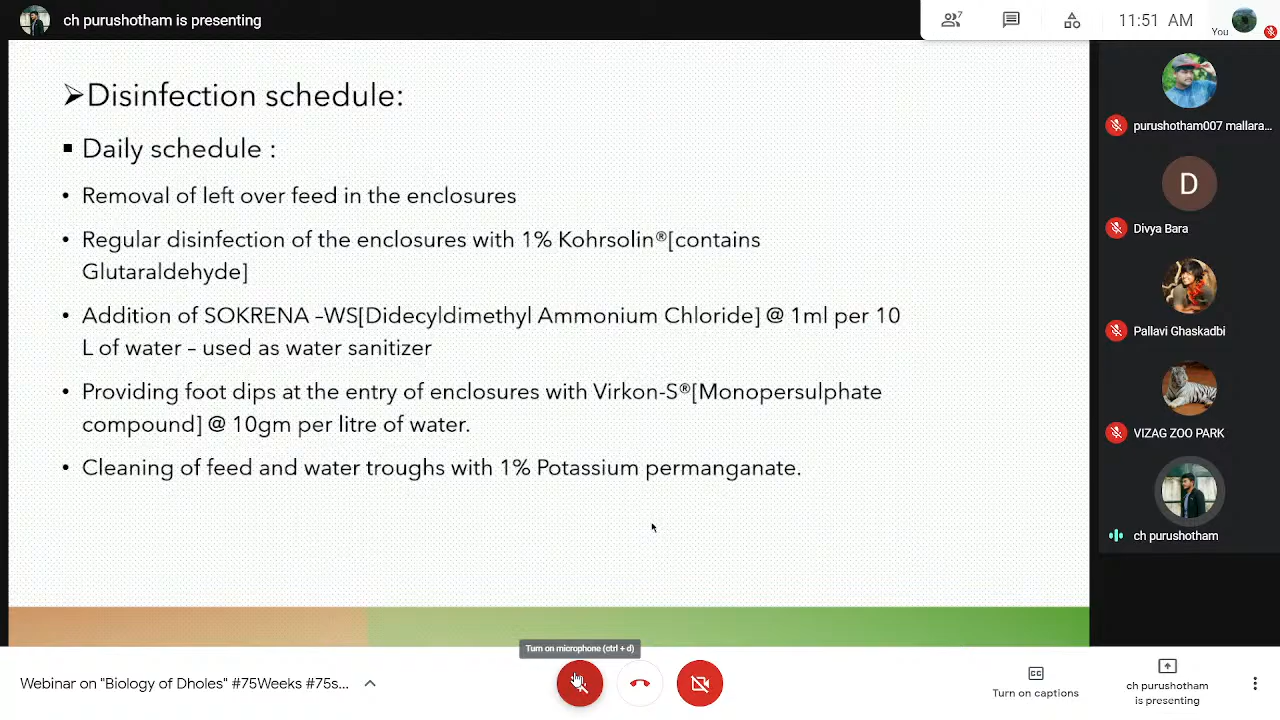 ch purushotham is presenting
7
11:51 AM
You
➢Disinfection schedule:
▪ Daily schedule :
• Removal of left over feed in the enclosures
• Regular disinfection of the enclosures with 1% Kohrsolin®[contains
Glutaraldehyde]
• Addition of SOKRENA –WS[Didecyldimethyl Ammonium Chloride] @ 1ml per 10
L of water – used as water sanitizer
• Providing foot dips at the entry of enclosures with Virkon-S®[Monopersulphate
compound] @ 10gm per litre of water.
• Cleaning of feed and water troughs with 1% Potassium permanganate.
purushotham007 mallara...
D
Divya Bara
Pallavi Ghaskadbi
VIZAG ZOO PARK
ch purushotham
Turn on microphone (ctrl + d)
Webinar on "Biology of Dholes" #75Weeks #75s...
CC
Turn on captions
ch purushotham
is presenting